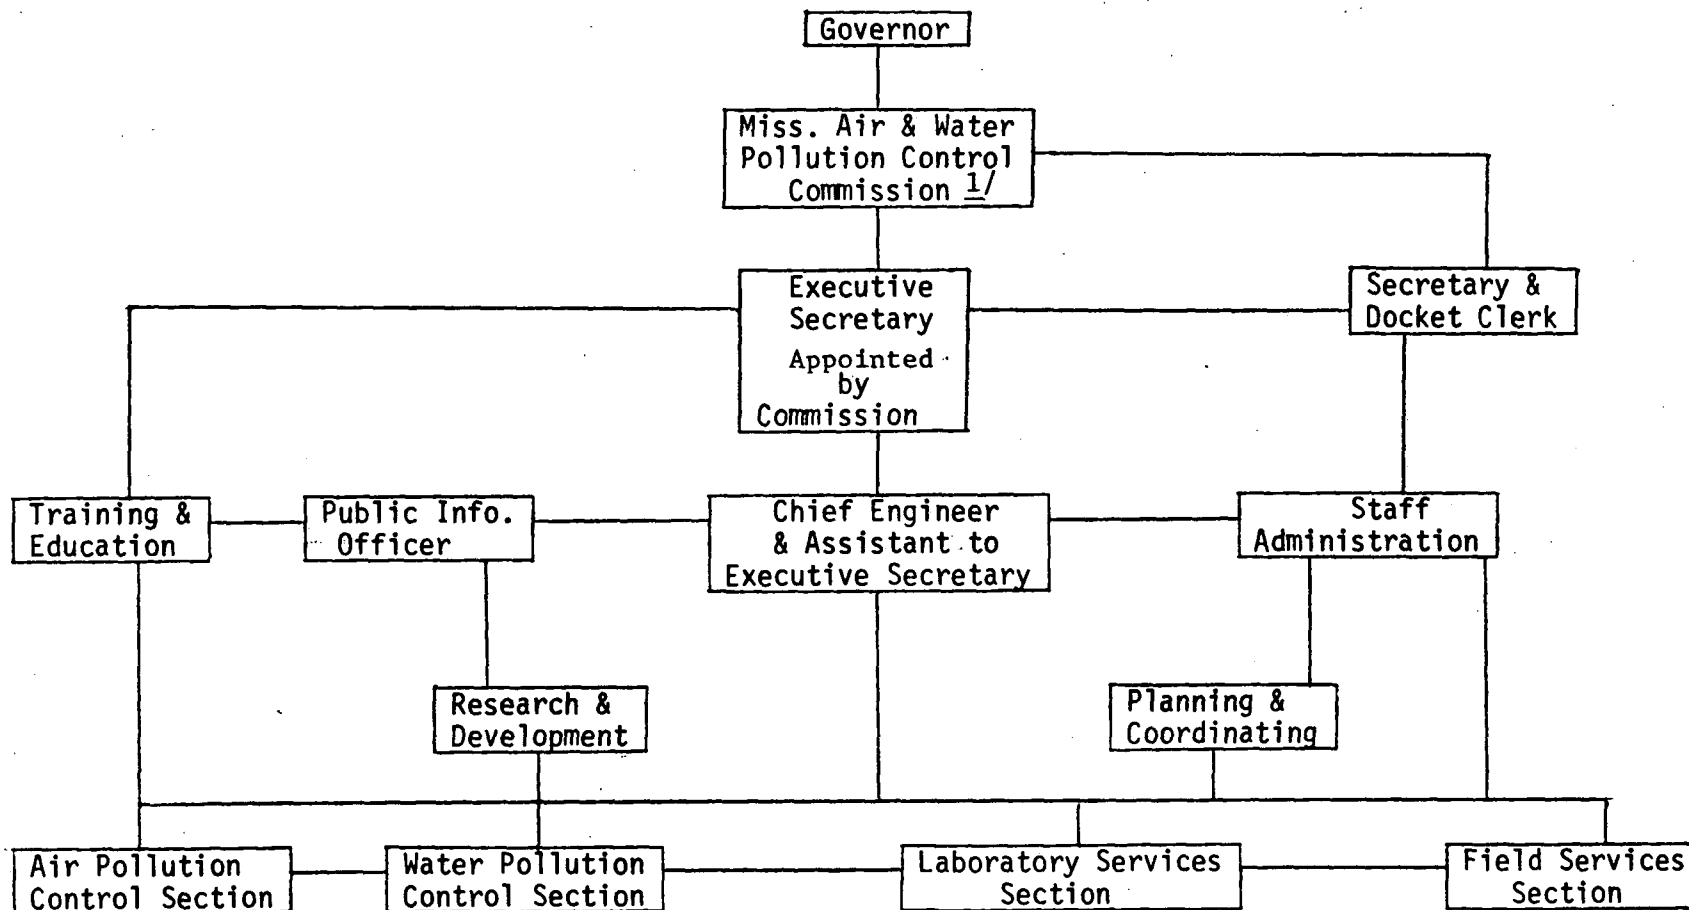 Governor
Miss. Air & Water
Pollution Control
Commission 1/
Executive
Secretary
Appointed
by
Commission
Secretary &
Docket Clerk
Training &
Education
Public Info.
Officer
Chief Engineer
& Assistant to
Executive Secretary
Staff
Administration
Research &
Development
Planning &
Coordinating
Air Pollution
Control Section
Water Pollution
Control Section
Laboratory Services
Section
Field Services
Section